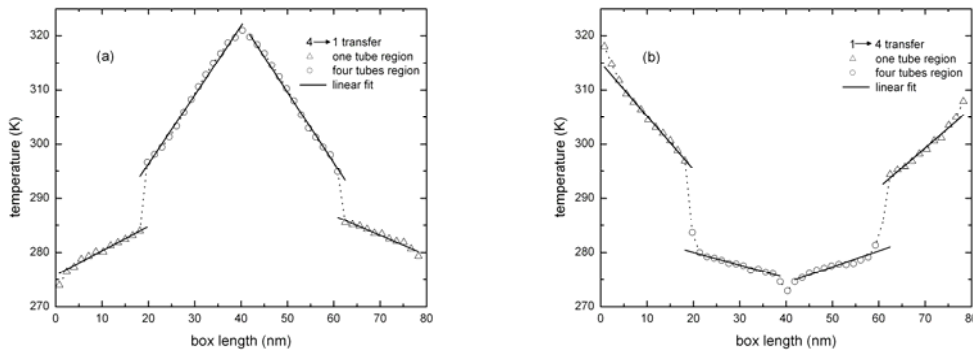 320
310
300
290
280
270
temperature (K)
0 10 20 30 40 50 60 70 80
box length (nm)
(a)
4→1 transfer
△ one tube region
○ four tubes region
— linear fit
320
310
300
290
280
270
temperature (K)
0 10 20 30 40 50 60 70 80
box length (nm)
(b)
1→4 transfer
△ one tube region
○ four tubes region
— linear fit